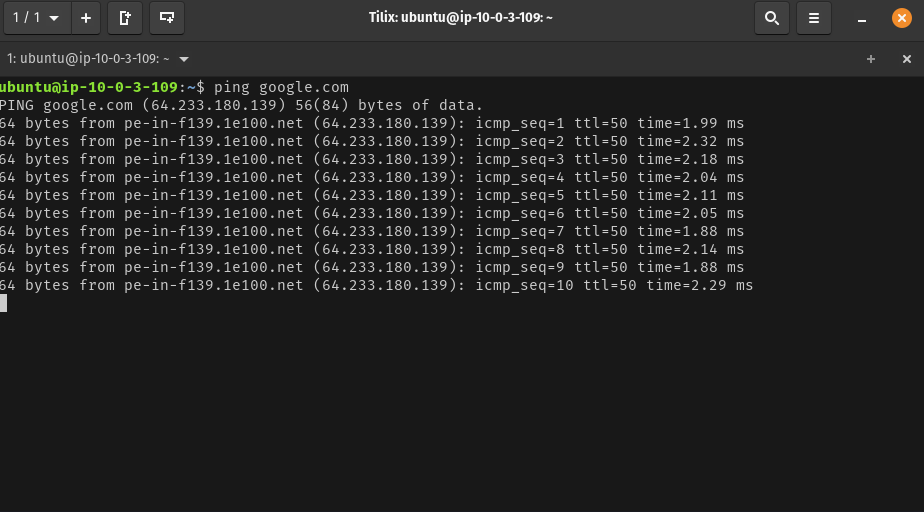 1 / 1
Tilix: ubuntu@ip-10-0-3-109: ~
1: ubuntu@ip-10-0-3-109: ~
ubuntu@ip-10-0-3-109:~$ ping google.com
PING google.com (64.233.180.139) 56(84) bytes of data.
64 bytes from pe-in-f139.1e100.net (64.233.180.139): icmp_seq=1 ttl=50 time=1.99 ms
64 bytes from pe-in-f139.1e100.net (64.233.180.139): icmp_seq=2 ttl=50 time=2.32 ms
64 bytes from pe-in-f139.1e100.net (64.233.180.139): icmp_seq=3 ttl=50 time=2.18 ms
64 bytes from pe-in-f139.1e100.net (64.233.180.139): icmp_seq=4 ttl=50 time=2.04 ms
64 bytes from pe-in-f139.1e100.net (64.233.180.139): icmp_seq=5 ttl=50 time=2.11 ms
64 bytes from pe-in-f139.1e100.net (64.233.180.139): icmp_seq=6 ttl=50 time=2.05 ms
64 bytes from pe-in-f139.1e100.net (64.233.180.139): icmp_seq=7 ttl=50 time=1.88 ms
64 bytes from pe-in-f139.1e100.net (64.233.180.139): icmp_seq=8 ttl=50 time=2.14 ms
64 bytes from pe-in-f139.1e100.net (64.233.180.139): icmp_seq=9 ttl=50 time=1.88 ms
64 bytes from pe-in-f139.1e100.net (64.233.180.139): icmp_seq=10 ttl=50 time=2.29 ms